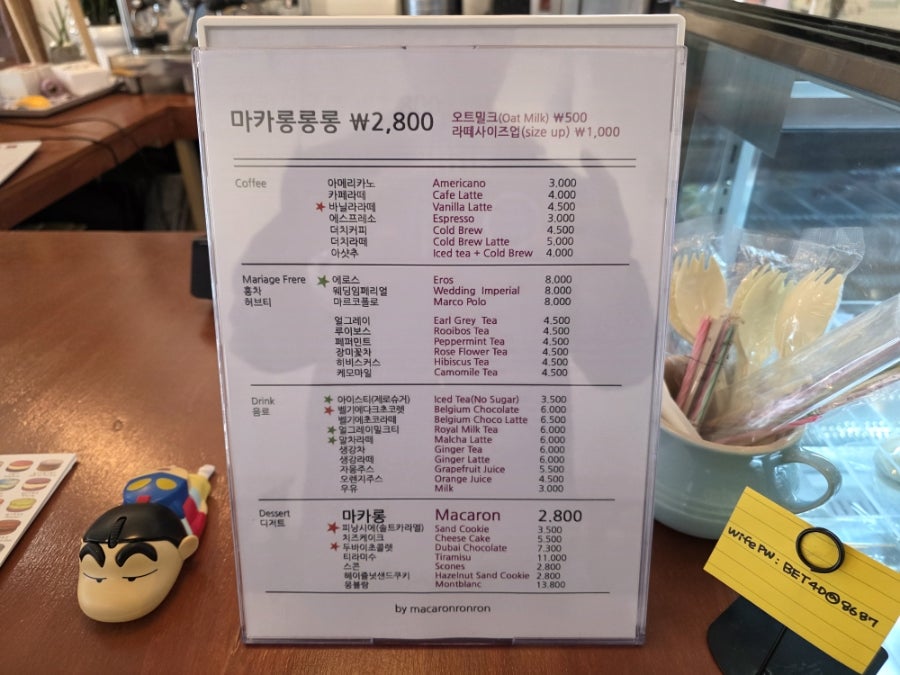 마카롱롱롱 ₩2,800
오트밀크(Oat Milk) ₩500
라떼사이즈업(size up) ₩1,000
Coffee 아메리카노 Americano 3.000
카페라떼 Cafe Latte 4.000
바닐라라떼 Vanilla Latte 4.500
에스프레소 Espresso 3.000
더치커피 Cold Brew 4.500
더치라떼 Cold Brew Latte 5,000
아샷추 Iced tea + Cold Brew 4.000
Mariage Frere 에로스 Eros 8,000
홍차 웨딩임페리얼 Wedding Imperial 8,000
허브티 마르코폴로 Marco Polo 8,000
얼그레이 Earl Grey Tea 4.500
루이보스 Rooibos Tea 4.500
페퍼민트 Peppermint Tea 4.500
장미꽃차 Rose Flower Tea 4.500
히비스커스 Hibiscus Tea 4.500
케모마일 Camomile Tea 4.500
Drink 아이스티(제로슈거) Iced Tea(No Sugar) 3.500
음료 벨기에다크초코렛 Belgium Chocolate 6.000
벨기에초코라떼 Belgium Choco Latte 6.500
얼그레이밀크티 Royal Milk Tea 6.000
말차라떼 Malcha Latte 6.000
생강차 Ginger Tea 6.000
생강라떼 Ginger Latte 6.000
자몽주스 Grapefruit Juice 5.500
오렌지주스 Orange Juice 4.500
우유 Milk 3.000
Dessert 마카롱 Macaron 2.800
디저트 피낭시에(솔트카라멜) Sand Cookie 3.500
치즈케이크 Cheese Cake 5.500
두바이초콜렛 Dubai Chocolate 7.300
티라미수 Tiramisu 11.000
스콘 Scones 2.800
헤이즐넛샌드쿠키 Hazelnut Sand Cookie 2.800
몽블랑 Montblanc 13.800
by macaronronron
wife PW : BET4D@8687